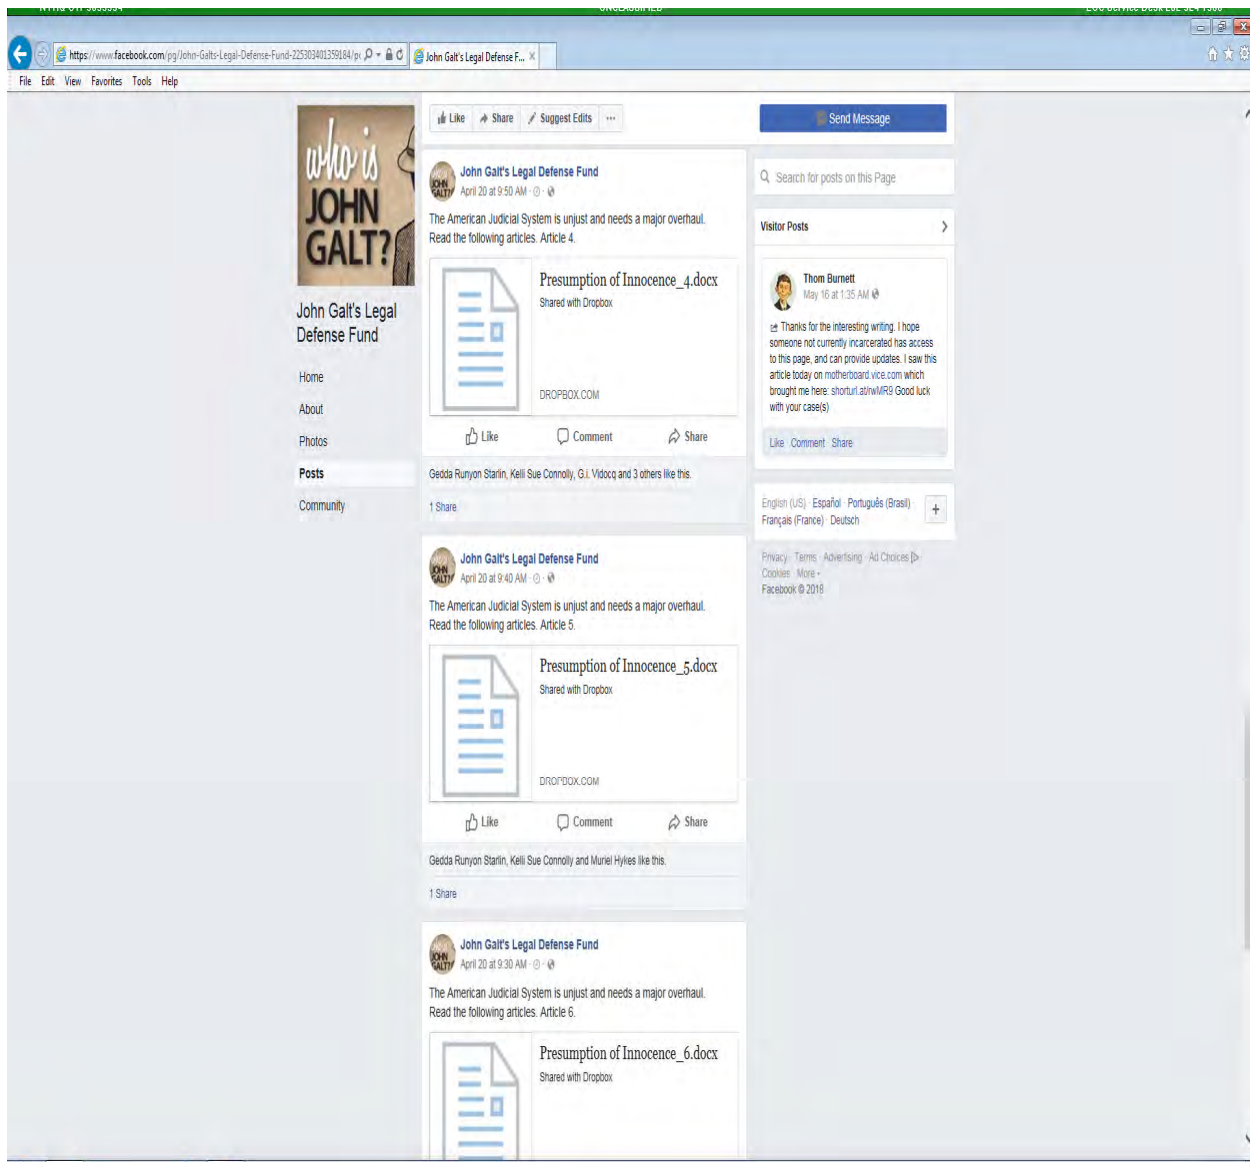 UNCLASSIFIED
https://www.facebook.com/pg/John-Galts-Legal-Defense-Fund-225303401359184/
John Galt's Legal Defense F...
File Edit View Favorites Tools Help
who is
JOHN
GALT?
John Galt's Legal
Defense Fund
Home
About
Photos
Posts
Community
Like Share Suggest Edits ...
John Galt's Legal Defense Fund
April 20 at 9:50 AM
The American Judicial System is unjust and needs a major overhaul.
Read the following articles. Article 4.
Presumption of Innocence_4.docx
Shared with Dropbox
DROPBOX.COM
Like Comment Share
Gedda Runyon Starlin, Kelli Sue Connolly, G.I. Vidocq and 3 others like this.
1 Share
John Galt's Legal Defense Fund
April 20 at 9:40 AM
The American Judicial System is unjust and needs a major overhaul.
Read the following articles. Article 5.
Presumption of Innocence_5.docx
Shared with Dropbox
DROPBOX.COM
Like Comment Share
Gedda Runyon Starlin, Kelli Sue Connolly and Muriel Hykes like this.
1 Share
John Galt's Legal Defense Fund
April 20 at 9:30 AM
The American Judicial System is unjust and needs a major overhaul.
Read the following articles. Article 6.
Presumption of Innocence_6.docx
Shared with Dropbox
Send Message
Search for posts on this Page
Visitor Posts
Thom Burnett
May 16 at 1:35 AM
Thanks for the interesting writing. I hope
someone not currently incarcerated has access
to this page, and can provide updates. I saw this
article today on motherboard.vice.com which
brought me here: shorturl.at/rwMR9 Good luck
with your case(s)
Like Comment Share
English (US) · Español · Português (Brasil) ·
Français (France) · Deutsch
Privacy · Terms · Advertising · Ad Choices ·
Cookies · More
Facebook © 2018